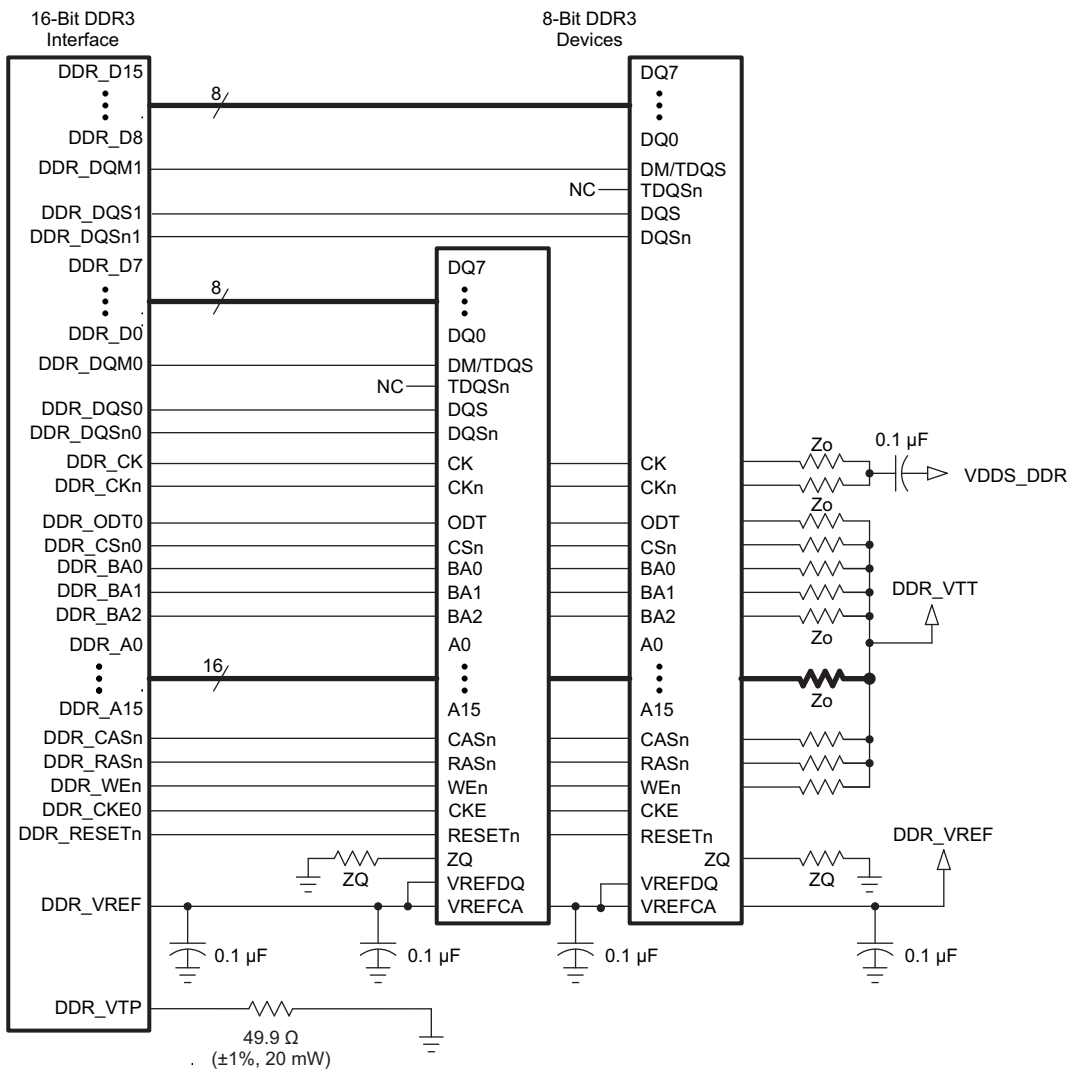 16-Bit DDR3
Interface
8-Bit DDR3
Devices
DDR_D15
DDR_D8
DDR_DQM1
DDR_DQS1
DDR_DQSn1
DDR_D7
DDR_D0
DDR_DQM0
DDR_DQS0
DDR_DQSn0
DDR_CK
DDR_CKn
DDR_ODT0
DDR_CSn0
DDR_BA0
DDR_BA1
DDR_BA2
DDR_A0
DDR_A15
DDR_CASn
DDR_RASn
DDR_WEn
DDR_CKE0
DDR_RESETn
DDR_VREF
DDR_VTP
8
8
16
NC
NC
DQ7
DQ0
DM/TDQS
TDQSn
DQS
DQSn
CK
CKn
ODT
CSn
BA0
BA1
BA2
A0
A15
CASn
RASn
WEn
CKE
RESETn
ZQ
VREFDQ
VREFCA
DQ7
DQ0
DM/TDQS
TDQSn
DQS
DQSn
CK
CKn
ODT
CSn
BA0
BA1
BA2
A0
A15
CASn
RASn
WEn
CKE
RESETn
ZQ
VREFDQ
VREFCA
Zo
0.1 µF
VDDS_DDR
Zo
DDR_VTT
Zo
Zo
DDR_VREF
ZQ
ZQ
0.1 µF
0.1 µF
0.1 µF
0.1 µF
49.9 Ω
(±1%, 20 mW)